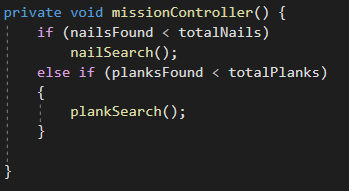 private void missionController() {
    if (nailsFound < totalNails)
        nailSearch();
    else if (planksFound < totalPlanks)
    {
        plankSearch();
    }
}